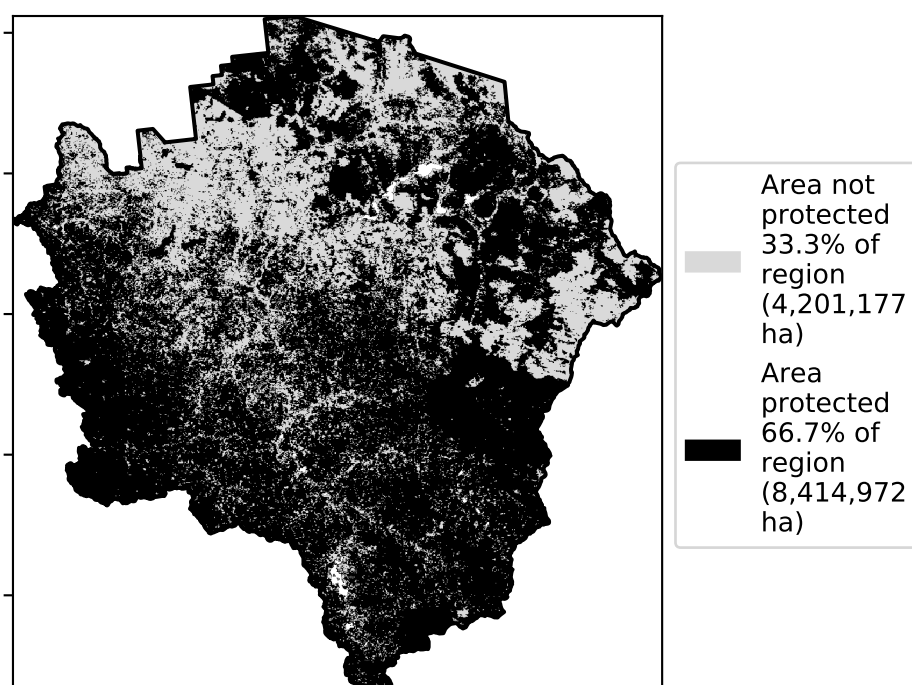 Area not
protected
33.3% of
region
(4,201,177
ha)
Area
protected
66.7% of
region
(8,414,972
ha)